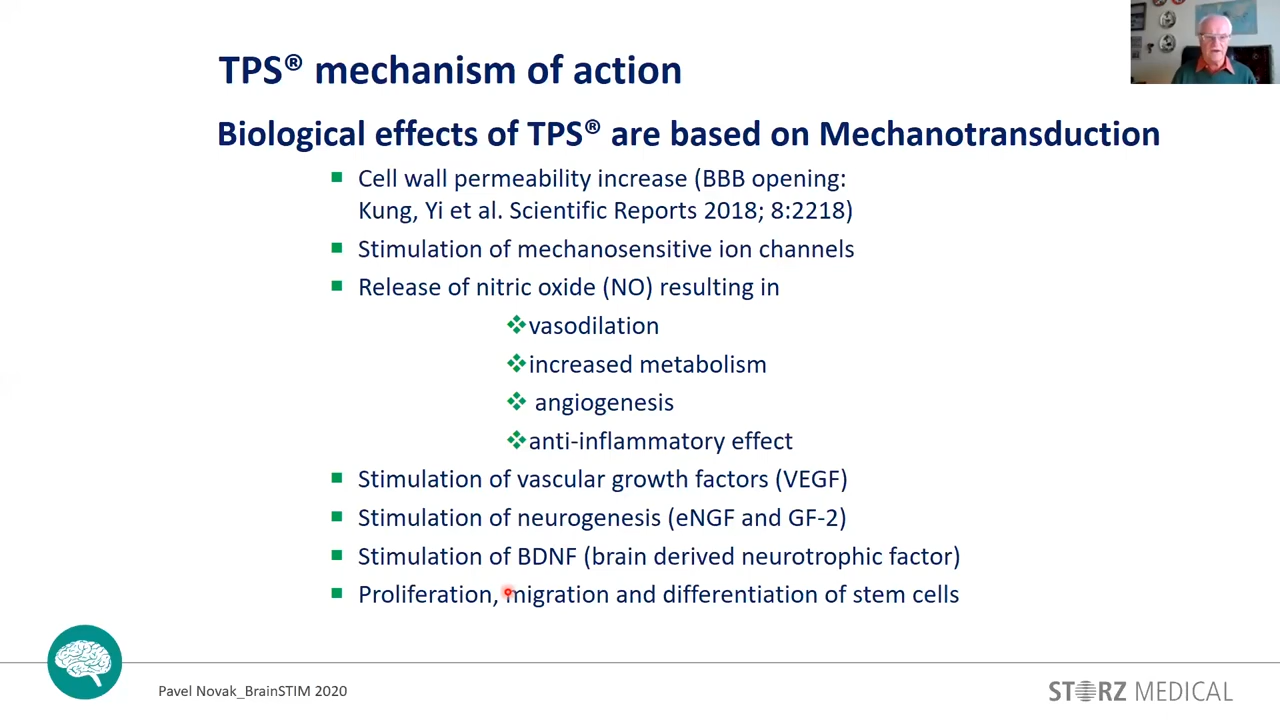 TPS® mechanism of action
Biological effects of TPS® are based on Mechanotransduction
Cell wall permeability increase (BBB opening:
Kung, Yi et al. Scientific Reports 2018; 8:2218)
Stimulation of mechanosensitive ion channels
Release of nitric oxide (NO) resulting in
vasodilation
increased metabolism
angiogenesis
anti-inflammatory effect
Stimulation of vascular growth factors (VEGF)
Stimulation of neurogenesis (eNGF and GF-2)
Stimulation of BDNF (brain derived neurotrophic factor)
Proliferation, migration and differentiation of stem cells
Pavel Novak_BrainSTIM 2020
STORZ MEDICAL